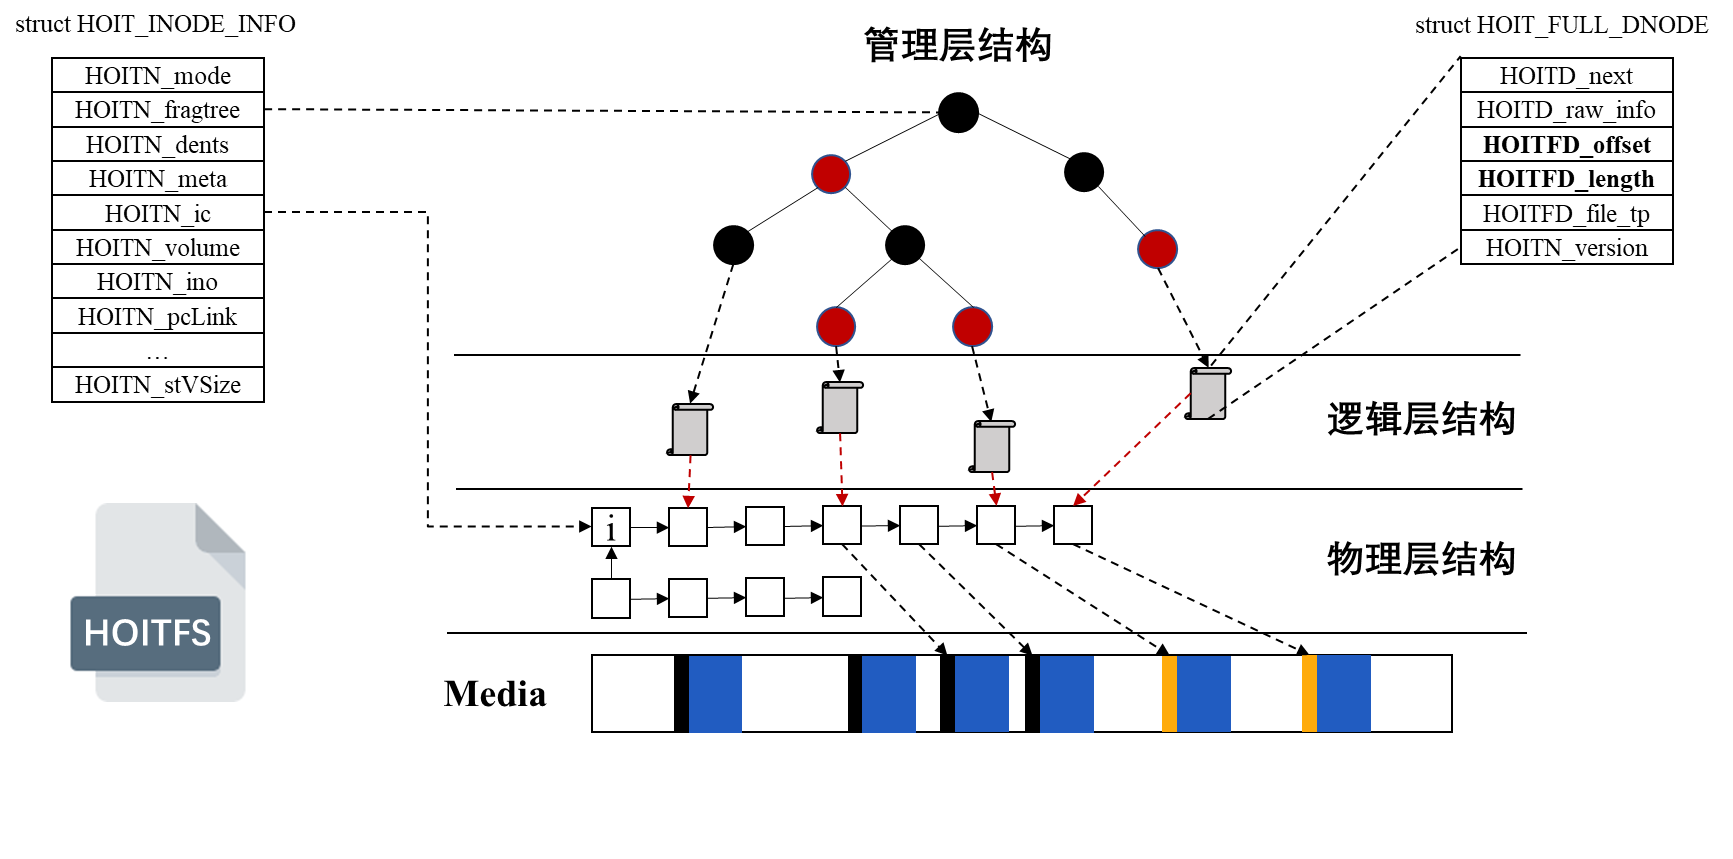 struct HOIT_INODE_INFO
HOITN_mode
HOITN_fragtree
HOITN_dents
HOITN_meta
HOITN_ic
HOITN_volume
HOITN_ino
HOITN_pcLink
…
HOITN_stVSize
管理层结构
struct HOIT_FULL_DNODE
HOITD_next
HOITD_raw_info
HOITFD_offset
HOITFD_length
HOITFD_file_tp
HOITN_version
逻辑层结构
i
物理层结构
HOITFS
Media